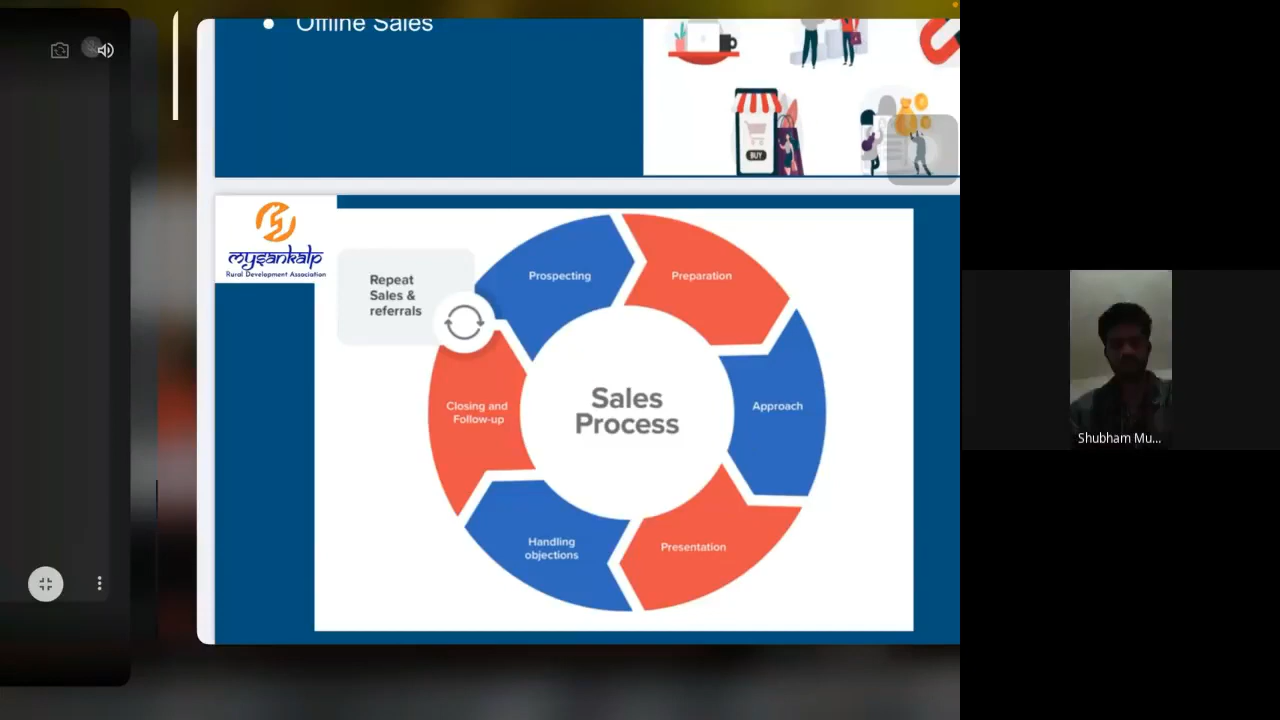 Offline Sales
BUY
mysankalp
Rural Development Association
Repeat
Sales &
referrals
Prospecting
Preparation
Approach
Presentation
Handling
objections
Closing and
Follow-up
Sales
Process
Shubham Mu...